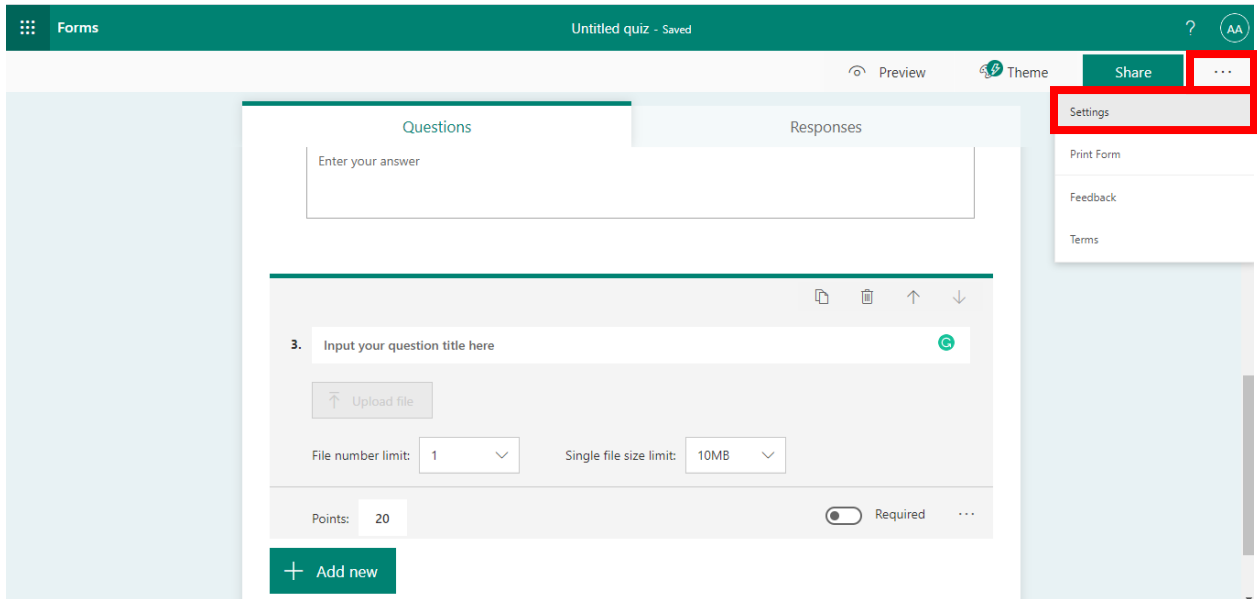 Forms
Untitled quiz - Saved
?
AA
Preview
Theme
Share
...
Settings
Print Form
Feedback
Terms
Questions
Responses
Enter your answer
3.
Input your question title here
Upload file
File number limit: 1
Single file size limit: 10MB
Points: 20
Required
...
+ Add new